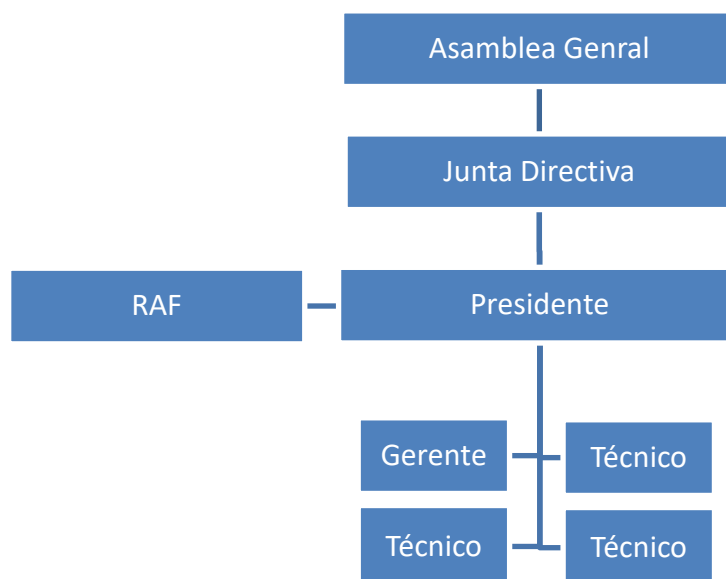 Asamblea Genral
Junta Directiva
RAF
Presidente
Gerente
Técnico
Técnico
Técnico